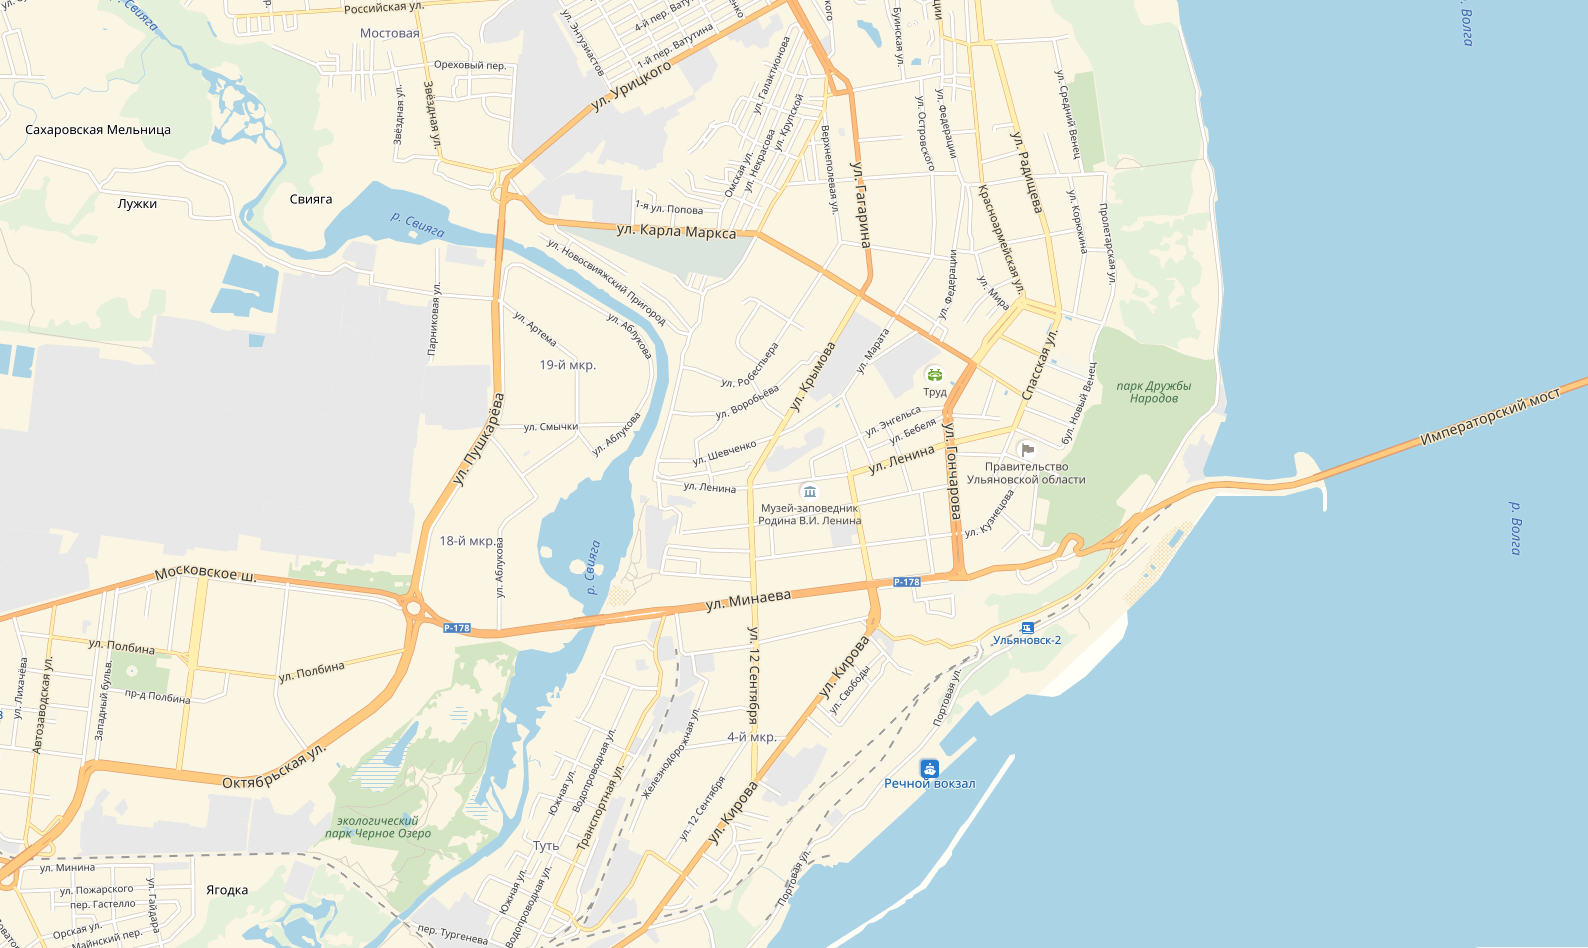 р. Свияга
Российская ул.
Мостовая
ул. Энтузиастов
4-й пер. Ватутина
1-й пер. Ватутина
Буинская ул.
р. Волга
Ореховый пер.
ул. Урицкого
Звёздная ул.
Звёздная ул.
ул. Галактионова
ул. Крупской
ул. Некрасова
Омская ул.
Верхнеполевая ул.
ул. Островского
ул. Федерации
ул. Радищева
ул. Средний Венец
Сахаровская Мельница
Лужки
Свияга
р. Свияга
1-я ул. Попова
ул. Карла Маркса
ул. Гагарина
Красноармейская ул.
ул. Корюкина
Пролетарская ул.
ул. Новосвияжский Пригород
ул. Федерации
ул. Мира
Парниковая ул.
ул. Артема
ул. Аблукова
19-й мкр.
ул. Робеспьера
ул. Марата
ул. Крымова
ул. Воробьёва
Труд
Спасская ул.
бул. Новый Венец
парк Дружбы
Народов
Императорский мост
ул. Пушкарёва
ул. Смычки
ул. Аблукова
ул. Шевченко
ул. Энгельса
ул. Бебеля
ул. Ленина
ул. Ленина
ул. Гончарова
Правительство
Ульяновской области
Музей-заповедник
Родина В.И. Ленина
ул. Кузнецова
18-й мкр.
ул. Аблукова
р. Свияга
р. Волга
Московское ш.
Р-178
ул. Минаева
Р-178
Ульяновск-2
ул. Полбина
ул. Полбина
пр-д Полбина
ул. Лихачёва
Автозаводская ул.
Западный бульв.
Октябрьская ул.
ул. 12 Сентября
ул. Кирова
ул. Свободы
Портовая ул.
4-й мкр.
Железнодорожная ул.
Водопроводная ул.
Южная ул.
Транспортная ул.
Речной вокзал
ул. 12 Сентября
ул. Кирова
экологический
парк Черное Озеро
Туть
Портовая ул.
ул. Минина
ул. Пожарского
пер. Гастелло
ул. Гайдара
Ягодка
Орская ул.
Майнский пер.
пер. Тургенева
Южная ул.
Водопроводная ул.